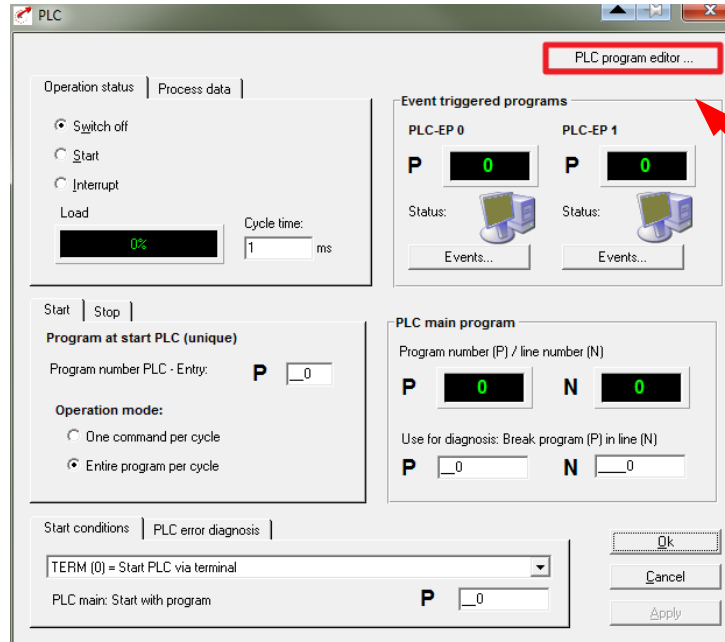 PLC
PLC program editor ...
Operation status
Process data
Switch off
Start
Interrupt
Load
0%
Cycle time:
1
ms
Event triggered programs
PLC-EP 0
PLC-EP 1
P
0
P
0
Status:
Status:
Events...
Events...
Start
Stop
Program at start PLC (unique)
Program number PLC - Entry:
P
__0
Operation mode:
One command per cycle
Entire program per cycle
PLC main program
Program number (P) / line number (N)
P
0
N
0
Use for diagnosis: Break program (P) in line (N)
P
__0
N
____0
Start conditions
PLC error diagnosis
TERM (0) = Start PLC via terminal
PLC main: Start with program
P
__0
Ok
Cancel
Apply